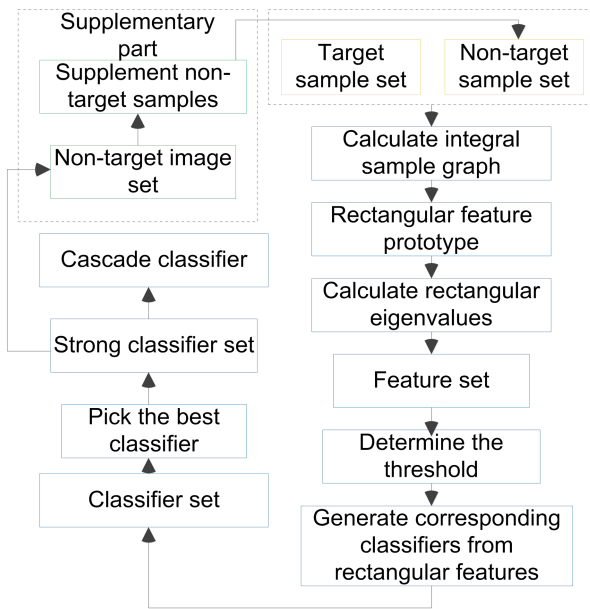 Supplementary
part
Supplement non-
target samples
Non-target image
set
Cascade classifier
Strong classifier set
Pick the best
classifier
Classifier set
Target
sample set
Non-target
sample set
Calculate integral
sample graph
Rectangular feature
prototype
Calculate rectangular
eigenvalues
Feature set
Determine the
threshold
Generate corresponding
classifiers from
rectangular features